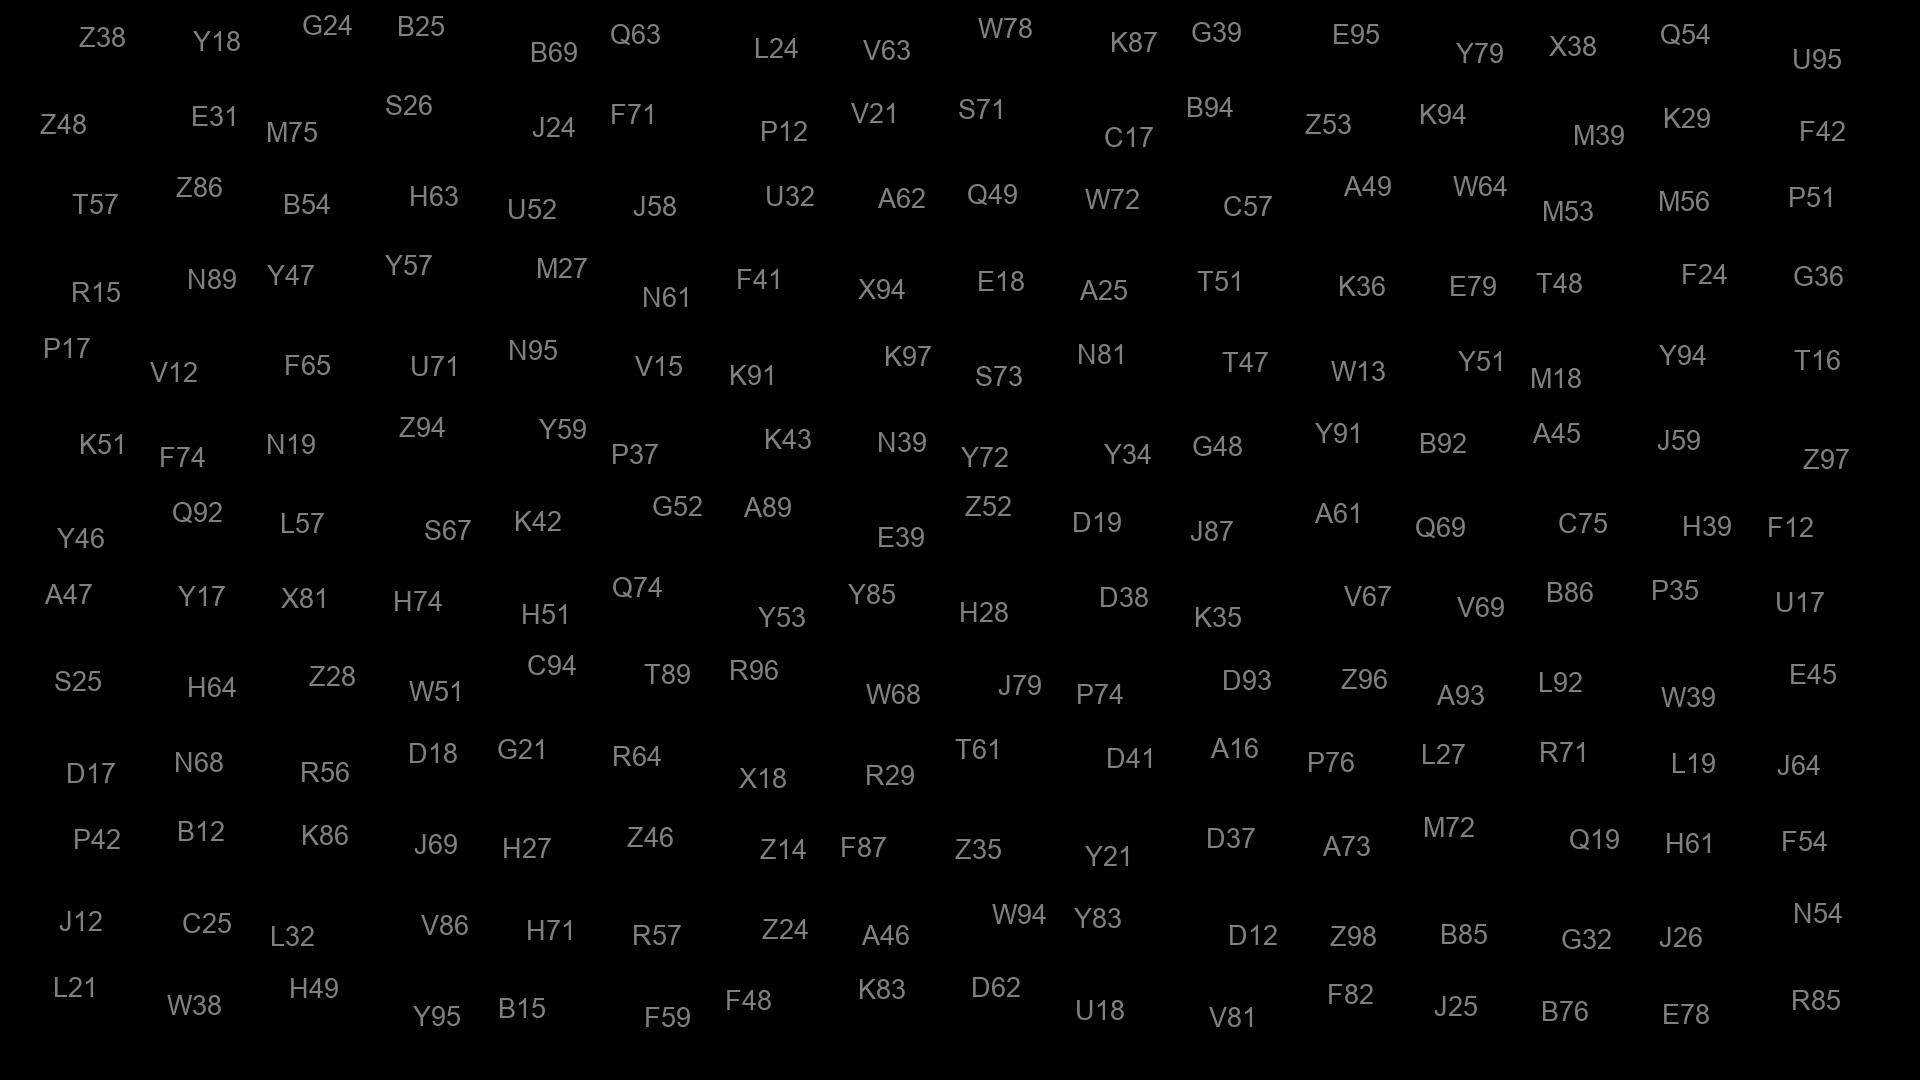 Z38 Y18 G24 B25 B69 Q63 L24 V63 W78 K87 G39 E95 Y79 X38 Q54 U95
Z48 E31 M75 S26 J24 F71 P12 V21 S71 C17 B94 Z53 K94 M39 K29 F42
T57 Z86 B54 H63 U52 J58 U32 A62 Q49 W72 C57 A49 W64 M53 M56 P51
R15 N89 Y47 Y57 M27 N61 F41 X94 E18 A25 T51 K36 E79 T48 F24 G36
P17 V12 F65 U71 N95 V15 K91 K97 S73 N81 T47 W13 Y51 M18 Y94 T16
K51 F74 N19 Z94 Y59 P37 K43 N39 Y72 Y34 G48 Y91 B92 A45 J59 Z97
Y46 Q92 L57 S67 K42 G52 A89 E39 Z52 D19 J87 A61 Q69 C75 H39 F12
A47 Y17 X81 H74 H51 Q74 Y53 Y85 H28 D38 K35 V67 V69 B86 P35 U17
S25 H64 Z28 W51 C94 T89 R96 W68 J79 P74 D93 Z96 A93 L92 W39 E45
D17 N68 R56 D18 G21 R64 X18 R29 T61 D41 A16 P76 L27 R71 L19 J64
P42 B12 K86 J69 H27 Z46 Z14 F87 Z35 Y21 D37 A73 M72 Q19 H61 F54
J12 C25 L32 V86 H71 R57 Z24 A46 W94 Y83 D12 Z98 B85 G32 J26 N54
L21 W38 H49 Y95 B15 F59 F48 K83 D62 U18 V81 F82 J25 B76 E78 R85